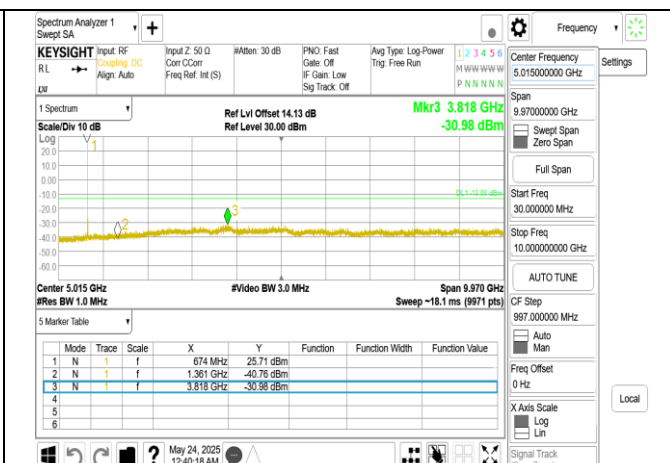 Spectrum Analyzer 1
Swept SA
+
Frequency
KEYSIGHT
RL
Input: RF
Coupling: DC
Align: Auto
Input Z: 50 Ω
Corr CCorr
Freq Ref: Int (S)
#Atten: 30 dB
PNO: Fast
Gate: Off
IF Gain: Low
Sig Track: Off
Avg Type: Log-Power
Trig: Free Run
1 2 3 4 5 6
M W W W W W
P N N N N N
Center Frequency
5.015000000 GHz
Settings
Span
9.97000000 GHz
Swept Span
Zero Span
Full Span
Start Freq
30.000000 MHz
Stop Freq
10.000000000 GHz
AUTO TUNE
CF Step
997.000000 MHz
Auto
Man
Freq Offset
0 Hz
X Axis Scale
Log
Lin
Signal Track
Local
1 Spectrum
Scale/Div 10 dB
Log
Ref Lvl Offset 14.13 dB
Ref Level 30.00 dBm
Mkr3 3.818 GHz
-30.98 dBm
20.0
10.0
0.00
-10.0
-20.0
-30.0
-40.0
-50.0
-60.0
1
2
3
DL1 -13.00 dBm
Center 5.015 GHz
#Res BW 1.0 MHz
#Video BW 3.0 MHz
Span 9.970 GHz
Sweep ~18.1 ms (9971 pts)
5 Marker Table
Mode Trace Scale X Y Function Function Width Function Value
1 N 1 f 674 MHz 25.71 dBm
2 N 1 f 1.361 GHz -40.76 dBm
3 N 1 f 3.818 GHz -30.98 dBm
4
5
6
?
May 24, 2025
12:40:18 AM